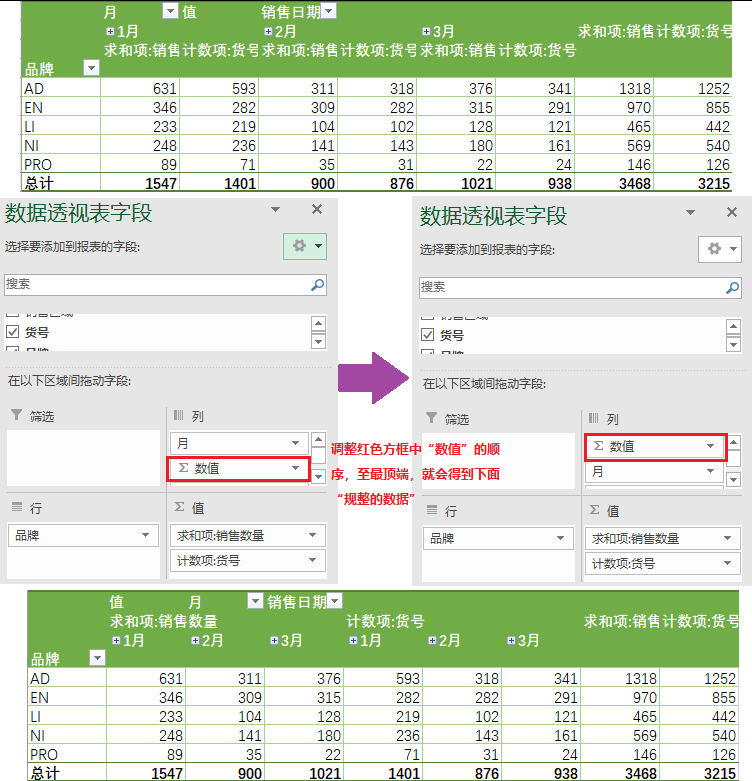 月 值 销售日期
1月 2月 3月 求和项:销售 计数项:货号
求和项:销售 计数项:货号 求和项:销售 计数项:货号 求和项:销售 计数项:货号
品牌
AD 631 593 311 318 376 341 1318 1252
EN 346 282 309 282 315 291 970 855
LI 233 219 104 102 128 121 465 442
NI 248 236 141 143 180 161 569 540
PRO 89 71 35 31 22 24 146 126
总计 1547 1401 900 876 1021 938 3468 3215
数据透视表字段
选择要添加到报表的字段:
搜索
货号
在以下区域间拖动字段:
筛选 列
月
Σ 数值
行 Σ 值
品牌 求和项:销售数量
计数项:货号
调整红色方框中“数值”的顺
序，至最顶端，就会得到下面
“规整的数据”
数据透视表字段
选择要添加到报表的字段:
搜索
货号
在以下区域间拖动字段:
筛选 列
Σ 数值
月
行 Σ 值
品牌 求和项:销售数量
计数项:货号
值 月 销售日期
求和项:销售数量 计数项:货号 求和项:销售 计数项:货号
1月 2月 3月 1月 2月 3月
品牌
AD 631 311 376 593 318 341 1318 1252
EN 346 309 315 282 282 291 970 855
LI 233 104 128 219 102 121 465 442
NI 248 141 180 236 143 161 569 540
PRO 89 35 22 71 31 24 146 126
总计 1547 900 1021 1401 876 938 3468 3215